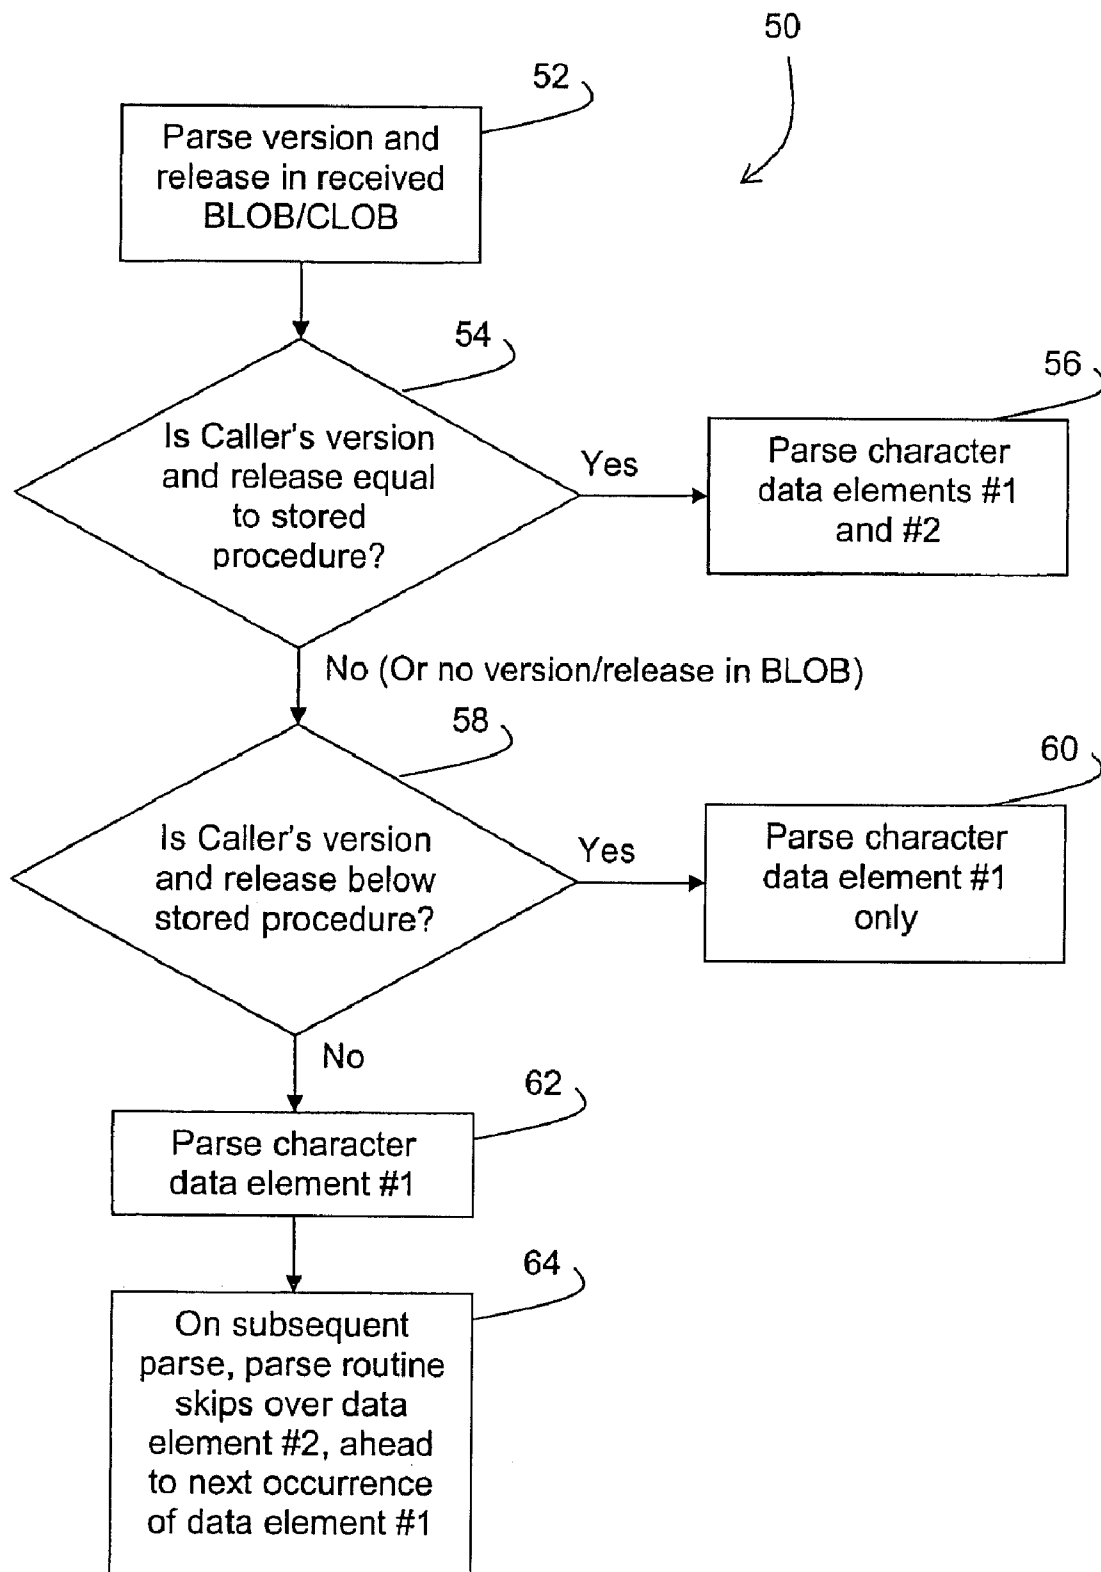 50
52
Parse version and
release in received
BLOB/CLOB
54
Is Caller's version
and release equal
to stored
procedure?
Yes
56
Parse character
data elements #1
and #2
No (Or no version/release in BLOB)
58
Is Caller's version
and release below
stored procedure?
Yes
60
Parse character
data element #1
only
No
62
Parse character
data element #1
64
On subsequent
parse, parse routine
skips over data
element #2, ahead
to next occurrence
of data element #1